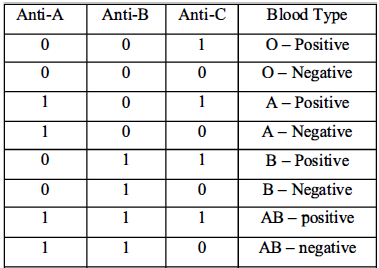 Anti-A Anti-B Anti-C Blood Type
0 0 1 O – Positive
0 0 0 O – Negative
1 0 1 A – Positive
1 0 0 A – Negative
0 1 1 B – Positive
0 1 0 B – Negative
1 1 1 AB – positive
1 1 0 AB – negative